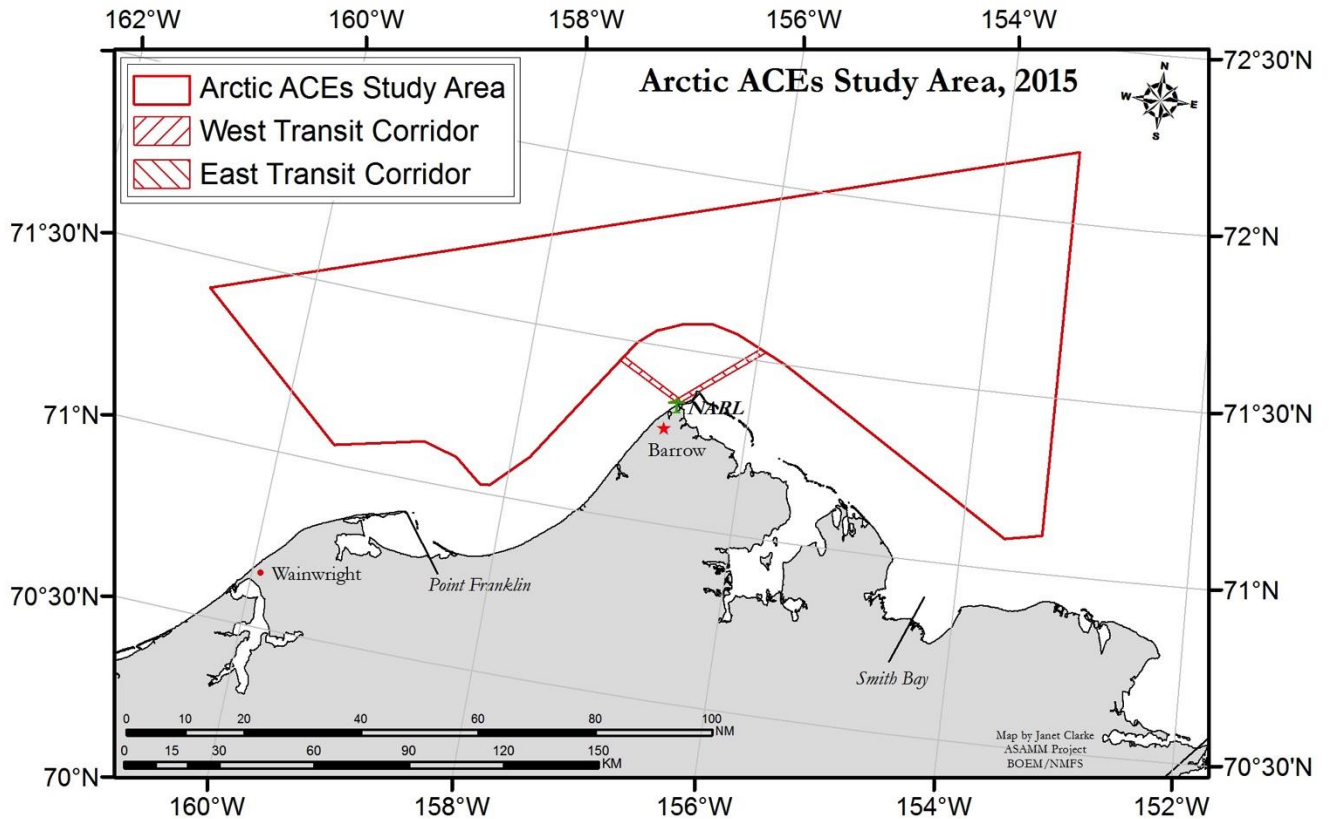 162°W 160°W 158°W 156°W 154°W
Arctic ACEs Study Area
West Transit Corridor
East Transit Corridor
Arctic ACEs Study Area, 2015
N
W E
S
72°30'N
71°30'N
72°N
71°N
71°30'N
NARL
Barrow
Wainwright
Point Franklin
70°30'N
71°N
Smith Bay
0 10 20 40 60 80 100
NM
0 15 30 60 90 120 150
KM
Map by Janet Clarke
ASAMM Project
BOEM/NMFS
70°N
70°30'N
160°W 158°W 156°W 154°W 152°W